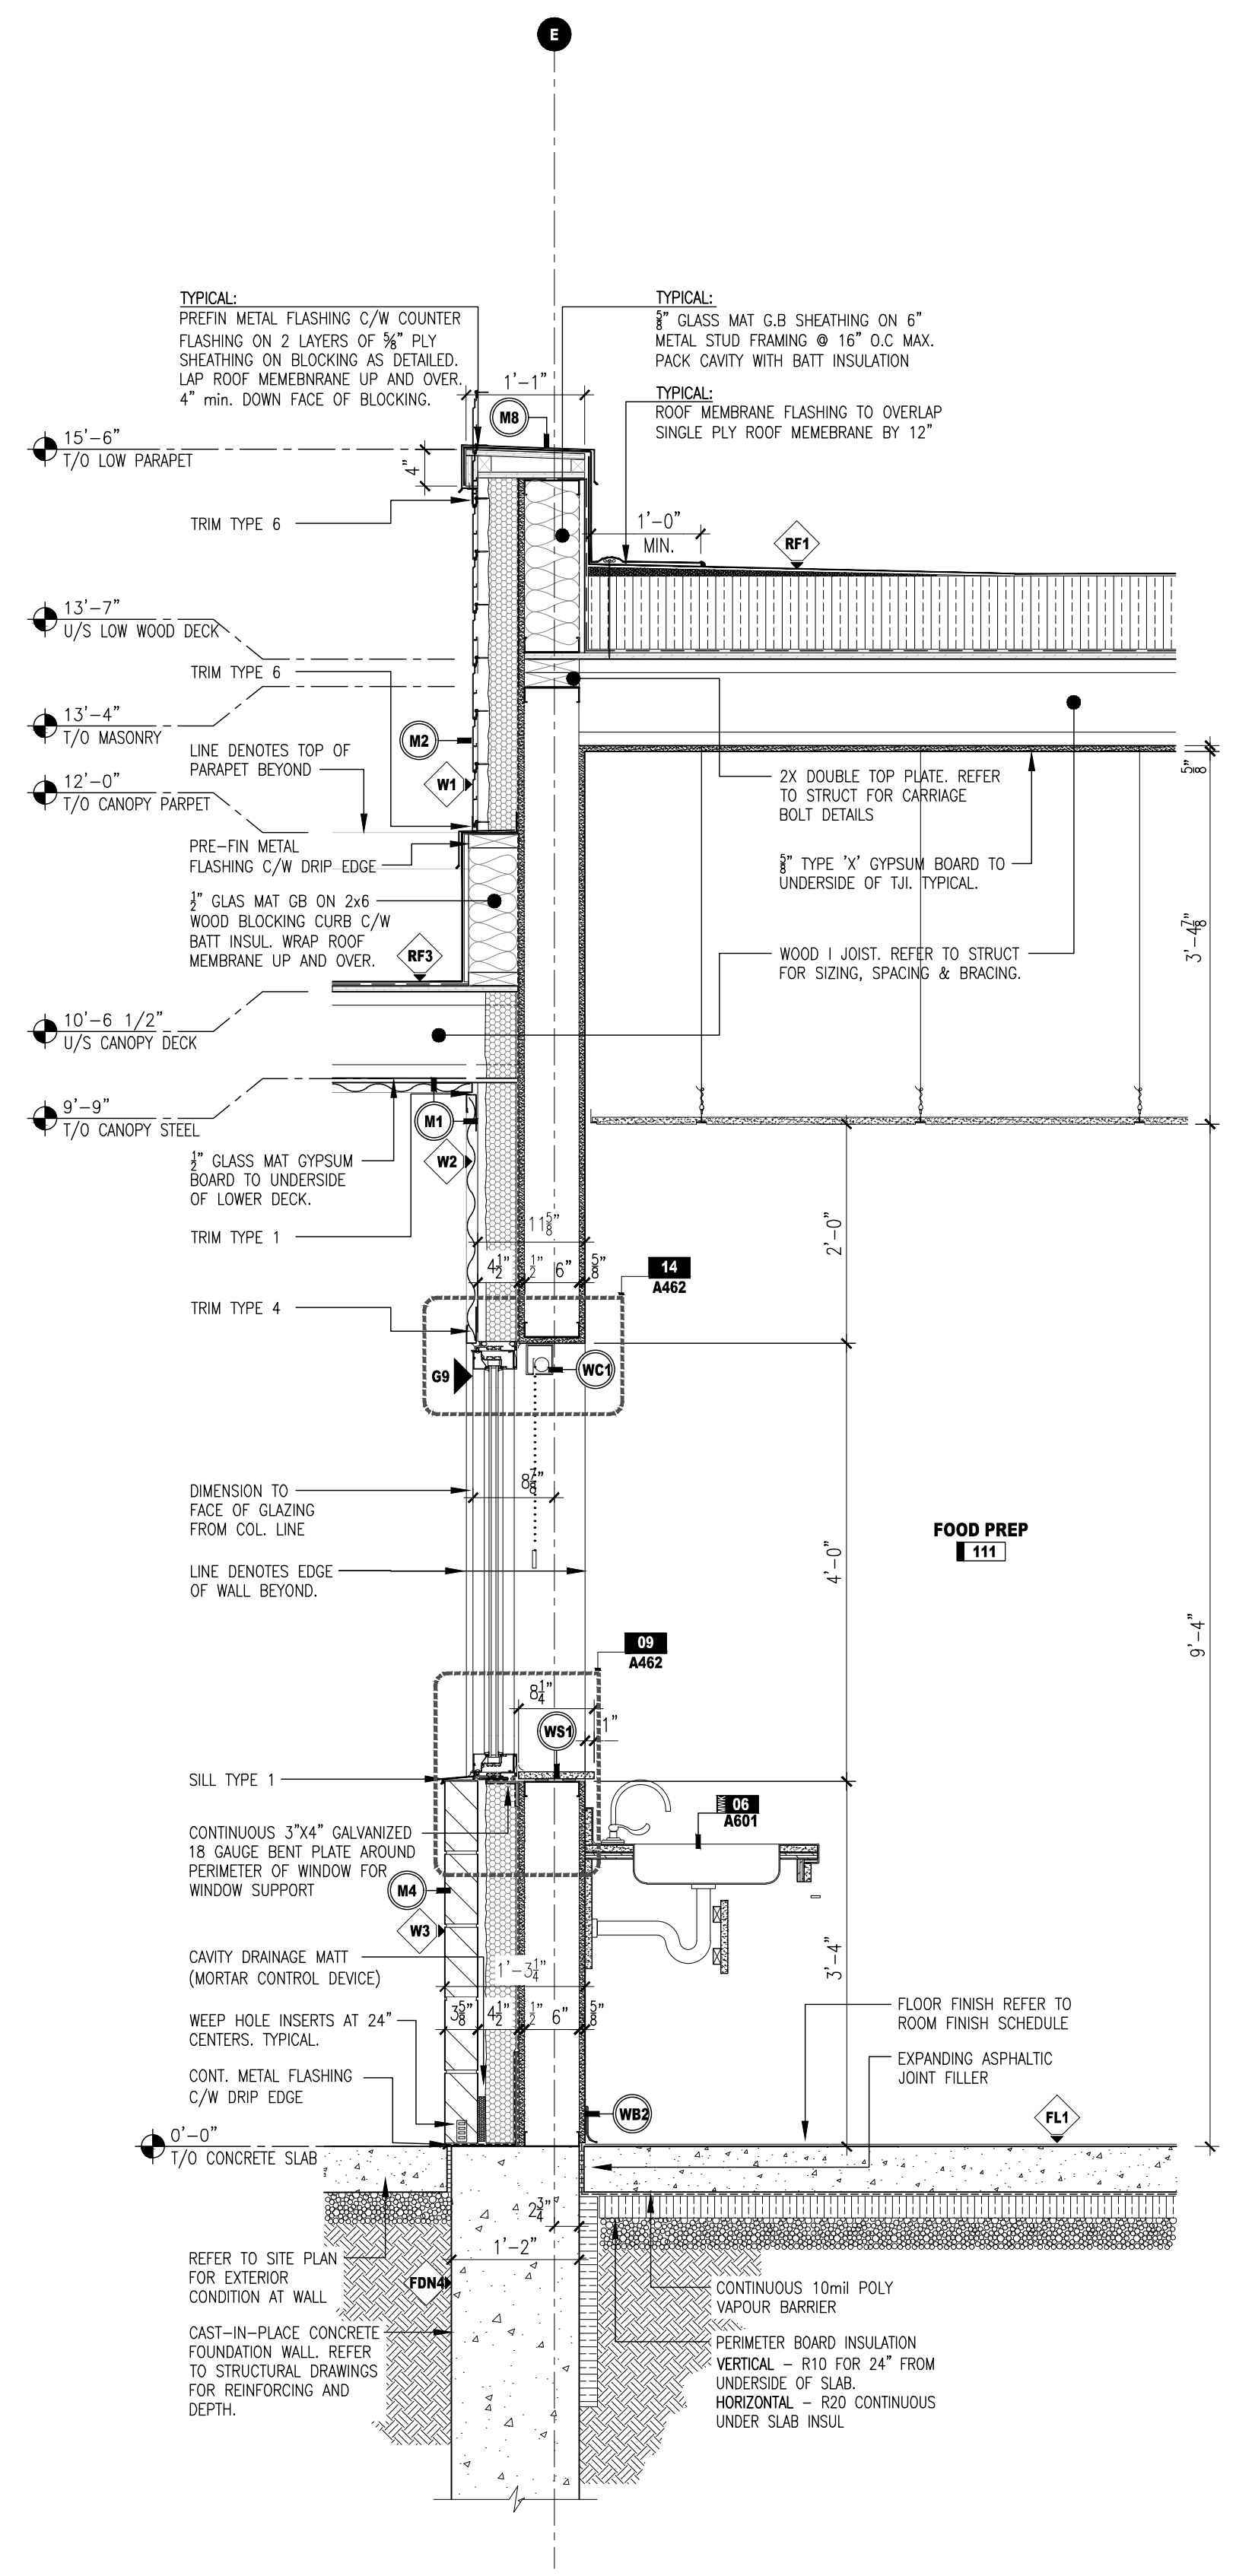 E
TYPICAL:
PREFIN METAL FLASHING C/W COUNTER
FLASHING ON 2 LAYERS OF ⅝" PLY
SHEATHING ON BLOCKING AS DETAILED.
LAP ROOF MEMEBNRANE UP AND OVER.
4" min. DOWN FACE OF BLOCKING.
TYPICAL:
⅝" GLASS MAT G.B SHEATHING ON 6"
METAL STUD FRAMING @ 16" O.C MAX.
PACK CAVITY WITH BATT INSULATION
TYPICAL:
ROOF MEMBRANE FLASHING TO OVERLAP
SINGLE PLY ROOF MEMEBRANE BY 12"
1'-1"
M8
15'-6"
T/O LOW PARAPET
4"
TRIM TYPE 6
1'-0"
MIN.
RF1
13'-7"
U/S LOW WOOD DECK
TRIM TYPE 6
13'-4"
T/O MASONRY
M2
LINE DENOTES TOP OF
PARAPET BEYOND
W1
12'-0"
T/O CANOPY PARPET
⅝"
2X DOUBLE TOP PLATE. REFER
TO STRUCT FOR CARRIAGE
BOLT DETAILS
PRE-FIN METAL
FLASHING C/W DRIP EDGE
⅝" TYPE 'X' GYPSUM BOARD TO
UNDERSIDE OF TJI. TYPICAL.
½" GLAS MAT GB ON 2x6
WOOD BLOCKING CURB C/W
BATT INSUL. WRAP ROOF
MEMBRANE UP AND OVER.
RF3
3'-4⅞"
WOOD I JOIST. REFER TO STRUCT
FOR SIZING, SPACING & BRACING.
10'-6 1/2"
U/S CANOPY DECK
9'-9"
T/O CANOPY STEEL
M1
W2
½" GLASS MAT GYPSUM
BOARD TO UNDERSIDE
OF LOWER DECK.
TRIM TYPE 1
11⅝"
2'-0"
4½"
½"
6"
⅝"
14
A462
TRIM TYPE 4
G9
WC1
8⅞"
DIMENSION TO
FACE OF GLAZING
FROM COL. LINE
FOOD PREP
111
LINE DENOTES EDGE
OF WALL BEYOND.
4'-0"
9'-4"
09
A462
8¼"
WS1
1"
SILL TYPE 1
06
A601
CONTINUOUS 3"X4" GALVANIZED
18 GAUGE BENT PLATE AROUND
PERIMETER OF WINDOW FOR
WINDOW SUPPORT
M4
W3
CAVITY DRAINAGE MATT
(MORTAR CONTROL DEVICE)
1'-3¼"
3'-4"
3⅝"
4½"
½"
6"
⅝"
WEEP HOLE INSERTS AT 24"
CENTERS. TYPICAL.
FLOOR FINISH REFER TO
ROOM FINISH SCHEDULE
CONT. METAL FLASHING
C/W DRIP EDGE
EXPANDING ASPHALTIC
JOINT FILLER
WB2
FL1
0'-0"
T/O CONCRETE SLAB
2¾"
1'-2"
REFER TO SITE PLAN
FOR EXTERIOR
CONDITION AT WALL
FDN4
CONTINUOUS 10mil POLY
VAPOUR BARRIER
CAST-IN-PLACE CONCRETE
FOUNDATION WALL. REFER
TO STRUCTURAL DRAWINGS
FOR REINFORCING AND
DEPTH.
PERIMETER BOARD INSULATION
VERTICAL - R10 FOR 24" FROM
UNDERSIDE OF SLAB.
HORIZONTAL - R20 CONTINUOUS
UNDER SLAB INSUL